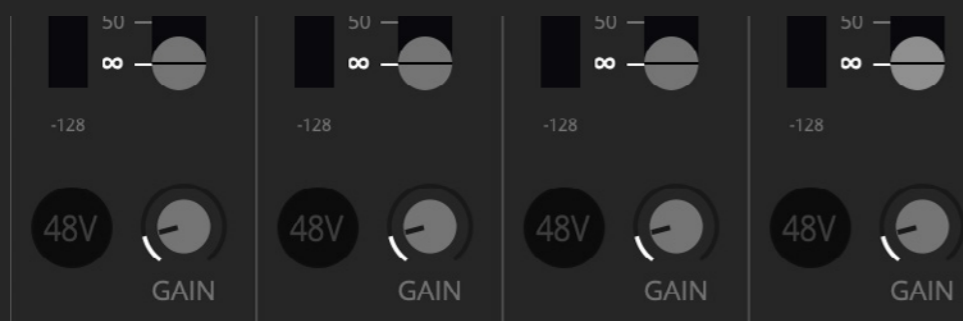 50 50 50 50
∞ ∞ ∞ ∞
-128 -128 -128 -128
48V 48V 48V 48V
GAIN GAIN GAIN GAIN